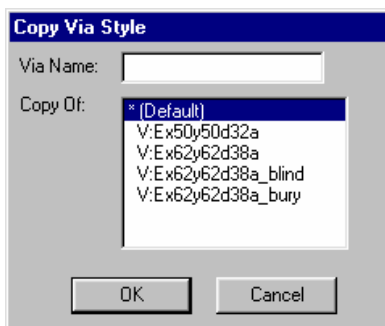 Copy Via Style
Via Name:
Copy Of:
* (Default)
V:Ex50y50d32a
V:Ex62y62d38a
V:Ex62y62d38a_blind
V:Ex62y62d38a_bury
OK
Cancel